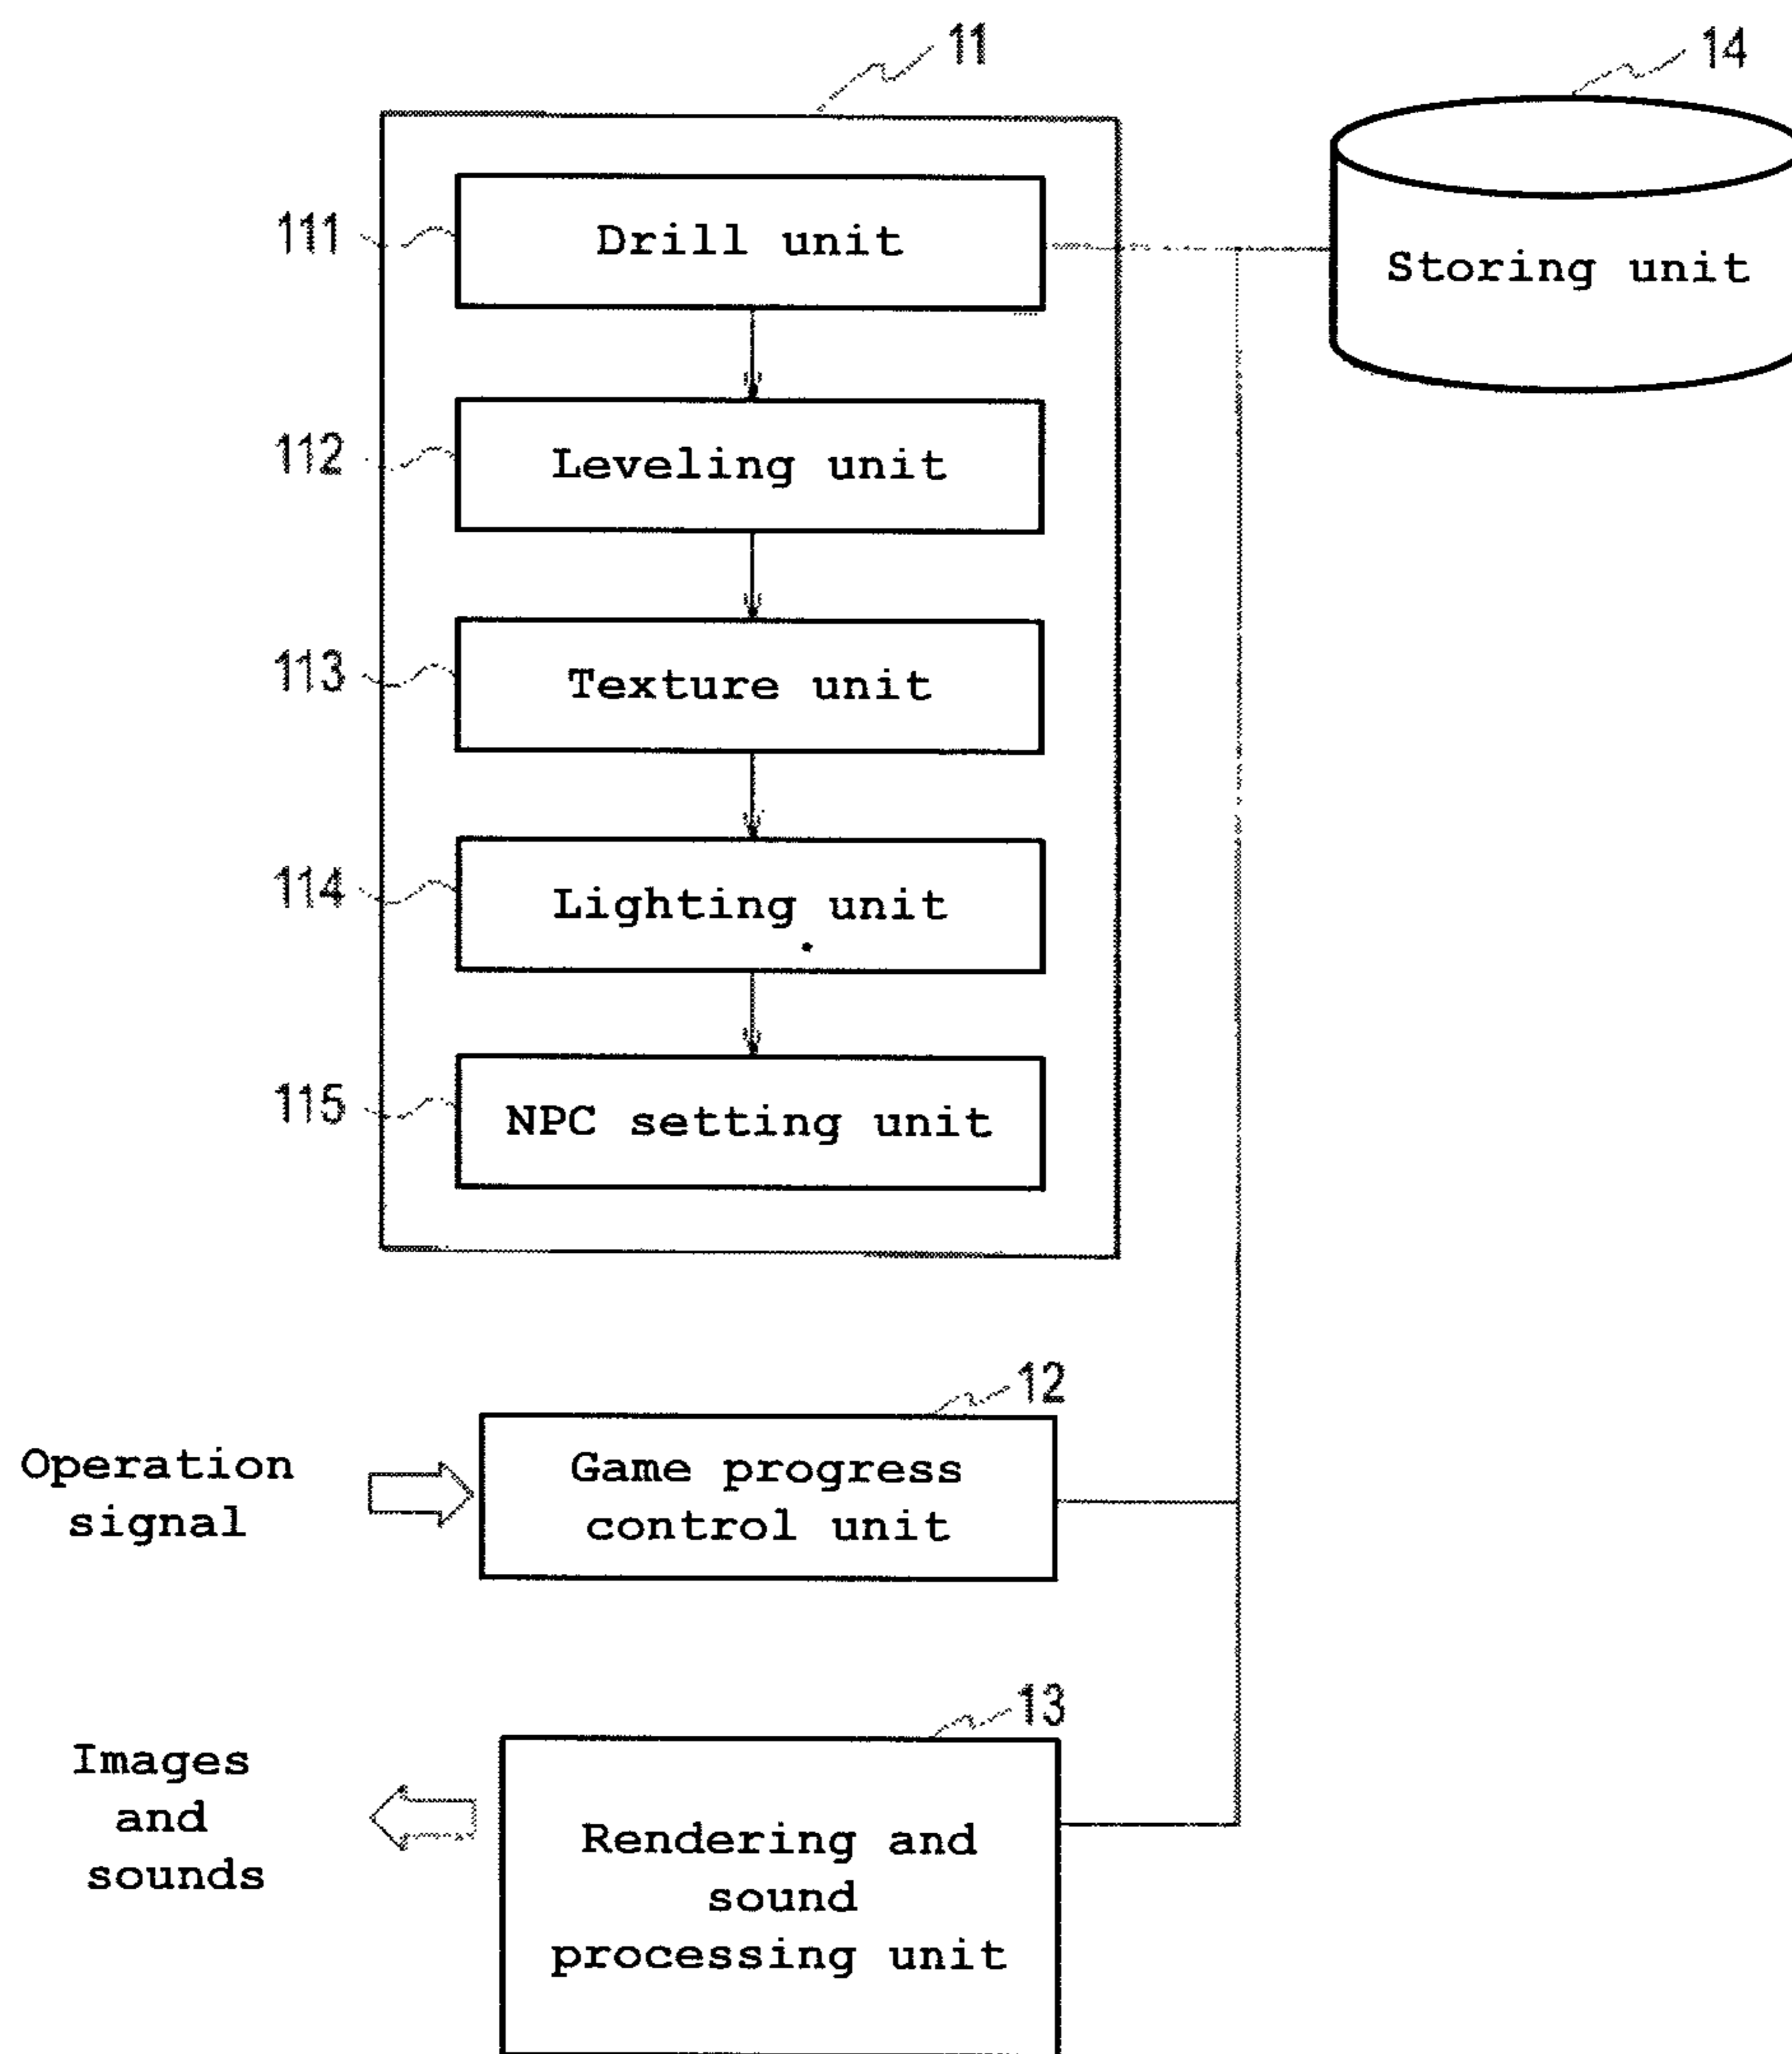 11
14
111
Drill unit
Storing unit
112
Leveling unit
113
Texture unit
114
Lighting unit
115
NPC setting unit
12
Operation
signal
Game progress
control unit
13
Images
and
sounds
Rendering and
sound
processing unit